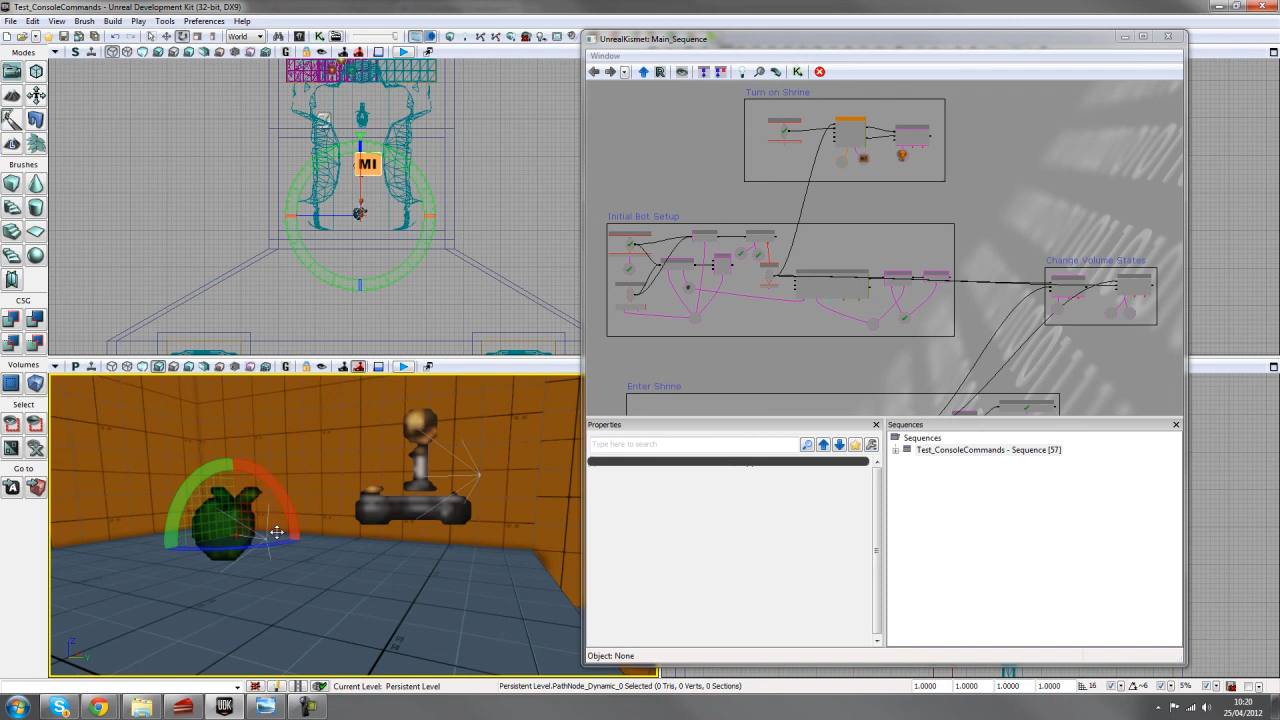 Test_ConsoleCommands - Unreal Development Kit (32-bit, DX9)
File Edit View Brush Build Play Tools Preferences Help
World
Modes
S
G
MI
Brushes
CSG
Volumes
P
G
Select
Go to
UnrealKismet: Main_Sequence
Window
Turn on Shrine
Initial Bot Setup
Change Volume States
Enter Shrine
Properties
Type here to search
Sequences
Sequences
Test_ConsoleCommands - Sequence [57]
Object: None
Z
Y
Current Level: Persistent Level
Persistent Level.PathNode_Dynamic_0 Selected (0 Tris, 0 Verts, 0 Sections)
1.0000 1.0000 1.0000 1.0000
16
~6
5%
UDK
10:20
25/04/2012